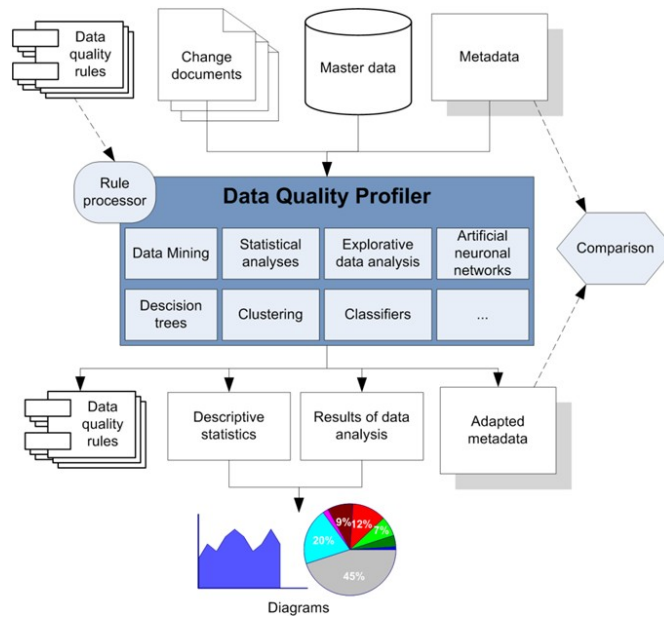 Data
quality
rules
Change
documents
Master data
Metadata
Rule
processor
Data Quality Profiler
Data Mining
Statistical
analyses
Explorative
data analysis
Artificial
neuronal
networks
Comparison
Descision
trees
Clustering
Classifiers
...
Data
quality
rules
Descriptive
statistics
Results of data
analysis
Adapted
metadata
9%
12%
7%
20%
45%
Diagrams